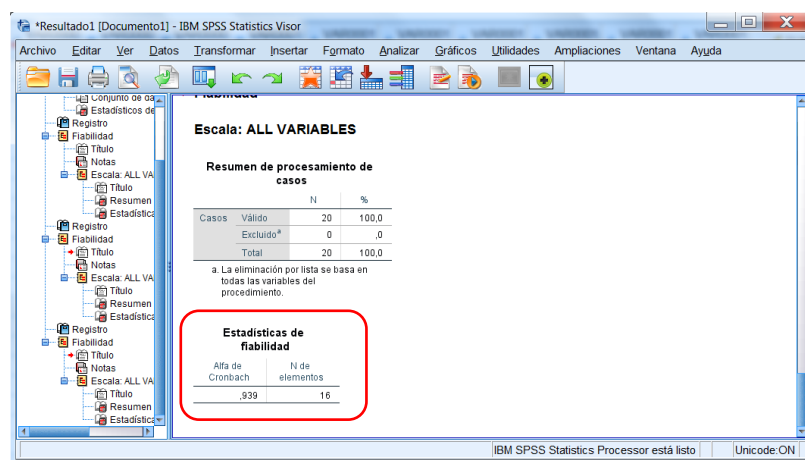 *Resultado1 [Documento1] - IBM SPSS Statistics Visor
Archivo Editar Ver Datos Transformar Insertar Formato Analizar Gráficos Utilidades Ampliaciones Ventana Ayuda
Conjunto de da
Estadísticos de
Registro
Fiabilidad
Título
Notas
Escala: ALL VA
Título
Resumen
Estadística
Registro
Fiabilidad
Título
Notas
Escala: ALL VA
Título
Resumen
Estadística
Registro
Fiabilidad
Título
Notas
Escala: ALL VA
Título
Resumen
Estadística
Fiabilidad
Escala: ALL VARIABLES
Resumen de procesamiento de
casos
N %
Casos Válido 20 100,0
Excluido a 0 ,0
Total 20 100,0
a. La eliminación por lista se basa en
todas las variables del
procedimiento.
Estadísticas de
fiabilidad
Alfa de N de
Cronbach elementos
,939 16
IBM SPSS Statistics Processor está listo Unicode:ON